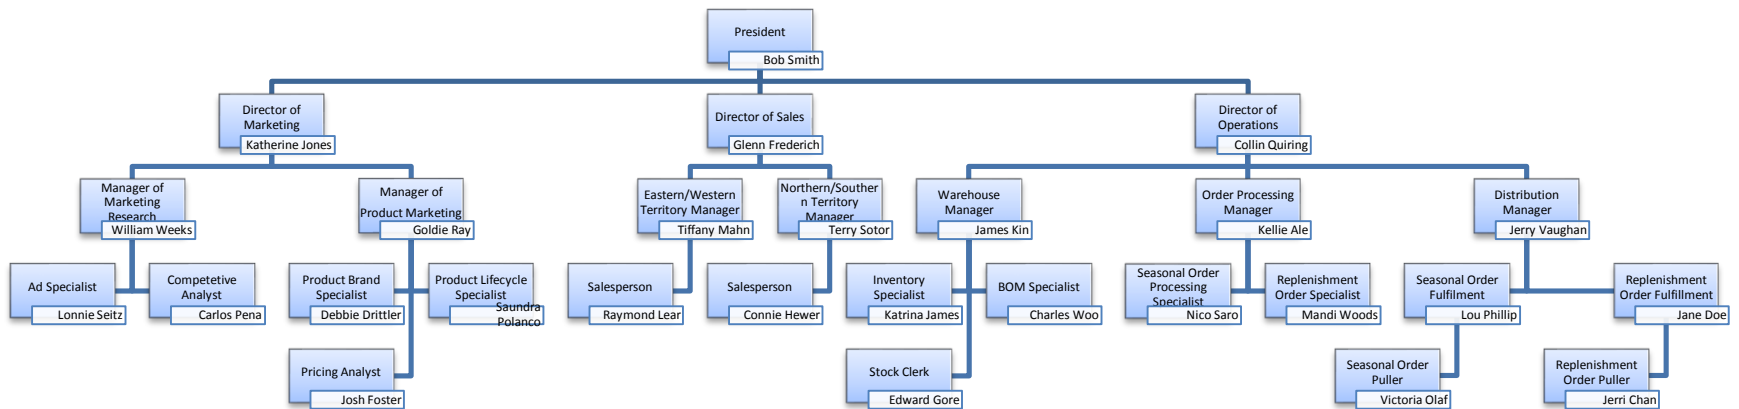 President
Bob Smith
Director of
Marketing
Katherine Jones
Director of Sales
Glenn Frederich
Director of
Operations
Collin Quiring
Manager of
Marketing
Research
William Weeks
Manager of
Product Marketing
Goldie Ray
Eastern/Western
Territory Manager
Tiffany Mahn
Northern/Souther
n Territory
Manager
Terry Sotor
Warehouse
Manager
James Kin
Order Processing
Manager
Kellie Ale
Distribution
Manager
Jerry Vaughan
Ad Specialist
Lonnie Seitz
Competetive
Analyst
Carlos Pena
Product Brand
Specialist
Debbie Drittler
Product Lifecycle
Specialist
Saundra
Polanco
Salesperson
Raymond Lear
Salesperson
Connie Hewer
Inventory
Specialist
Katrina James
BOM Specialist
Charles Woo
Seasonal Order
Processing
Specialist
Nico Saro
Replenishment
Order Specialist
Mandi Woods
Seasonal Order
Fulfilment
Lou Phillip
Replenishment
Order Fulfillment
Jane Doe
Pricing Analyst
Josh Foster
Stock Clerk
Edward Gore
Seasonal Order
Puller
Victoria Olaf
Replenishment
Order Puller
Jerri Chan